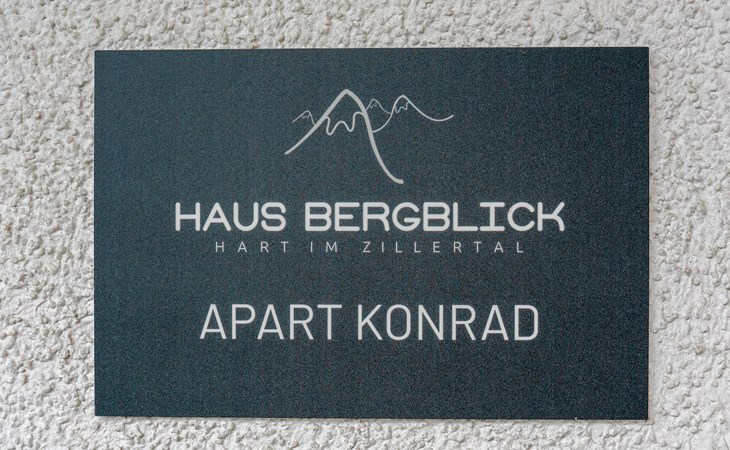 HAUS BERGBLICK
HART IM ZILLERTAL
APART KONRAD